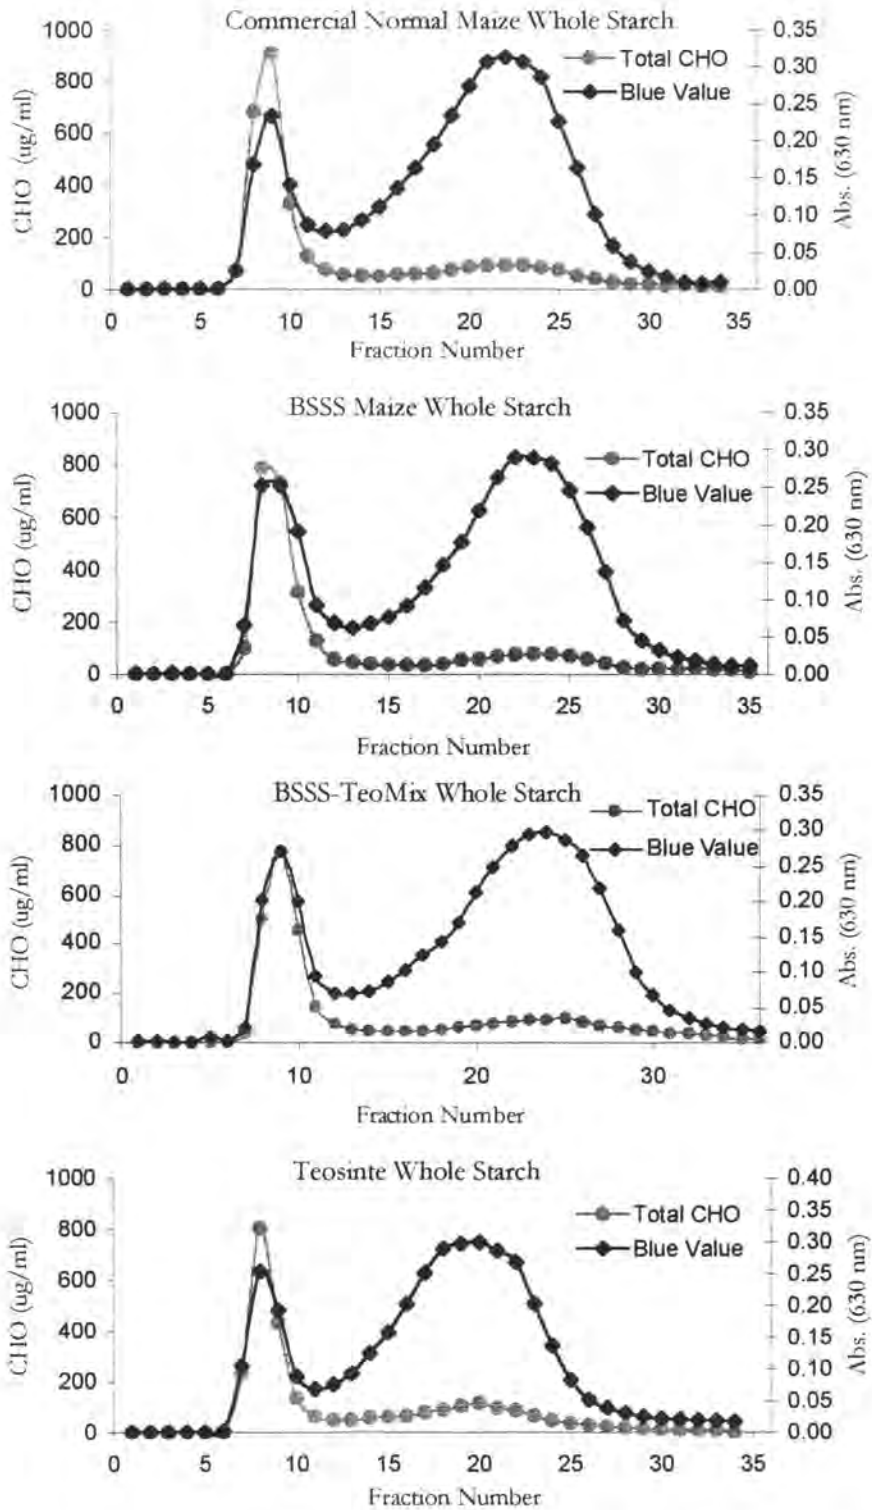 Commercial Normal Maize Whole Starch
1000 0.35
Total CHO
800 0.30
Blue Value
0.25
600 0.20
400 0.15
0.10
200 0.05
0 0.00
CHO (ug/ml)
Abs. (630 nm)
0 5 10 15 20 25 30 35
Fraction Number
BSSS Maize Whole Starch
1000 0.35
0.30
Total CHO
800
Blue Value
0.25
600 0.20
400 0.15
0.10
200 0.05
0 0.00
CHO (ug/ml)
Abs. (630 nm)
0 5 10 15 20 25 30 35
Fraction Number
BSSS-TeoMix Whole Starch
1000 0.35
Total CHO
800 0.30
Blue Value
0.25
600 0.20
400 0.15
0.10
200 0.05
0 0.00
CHO (ug/ml)
Abs. (630 nm)
0 10 20 30
Fraction Number
Teosinte Whole Starch
1000 0.40
0.35
Total CHO
800 0.30
Blue Value
600 0.25
0.20
400 0.15
200 0.10
0.05
0 0.00
CHO (ug/ml)
Abs. (630 nm)
0 5 10 15 20 25 30 35
Fraction Number